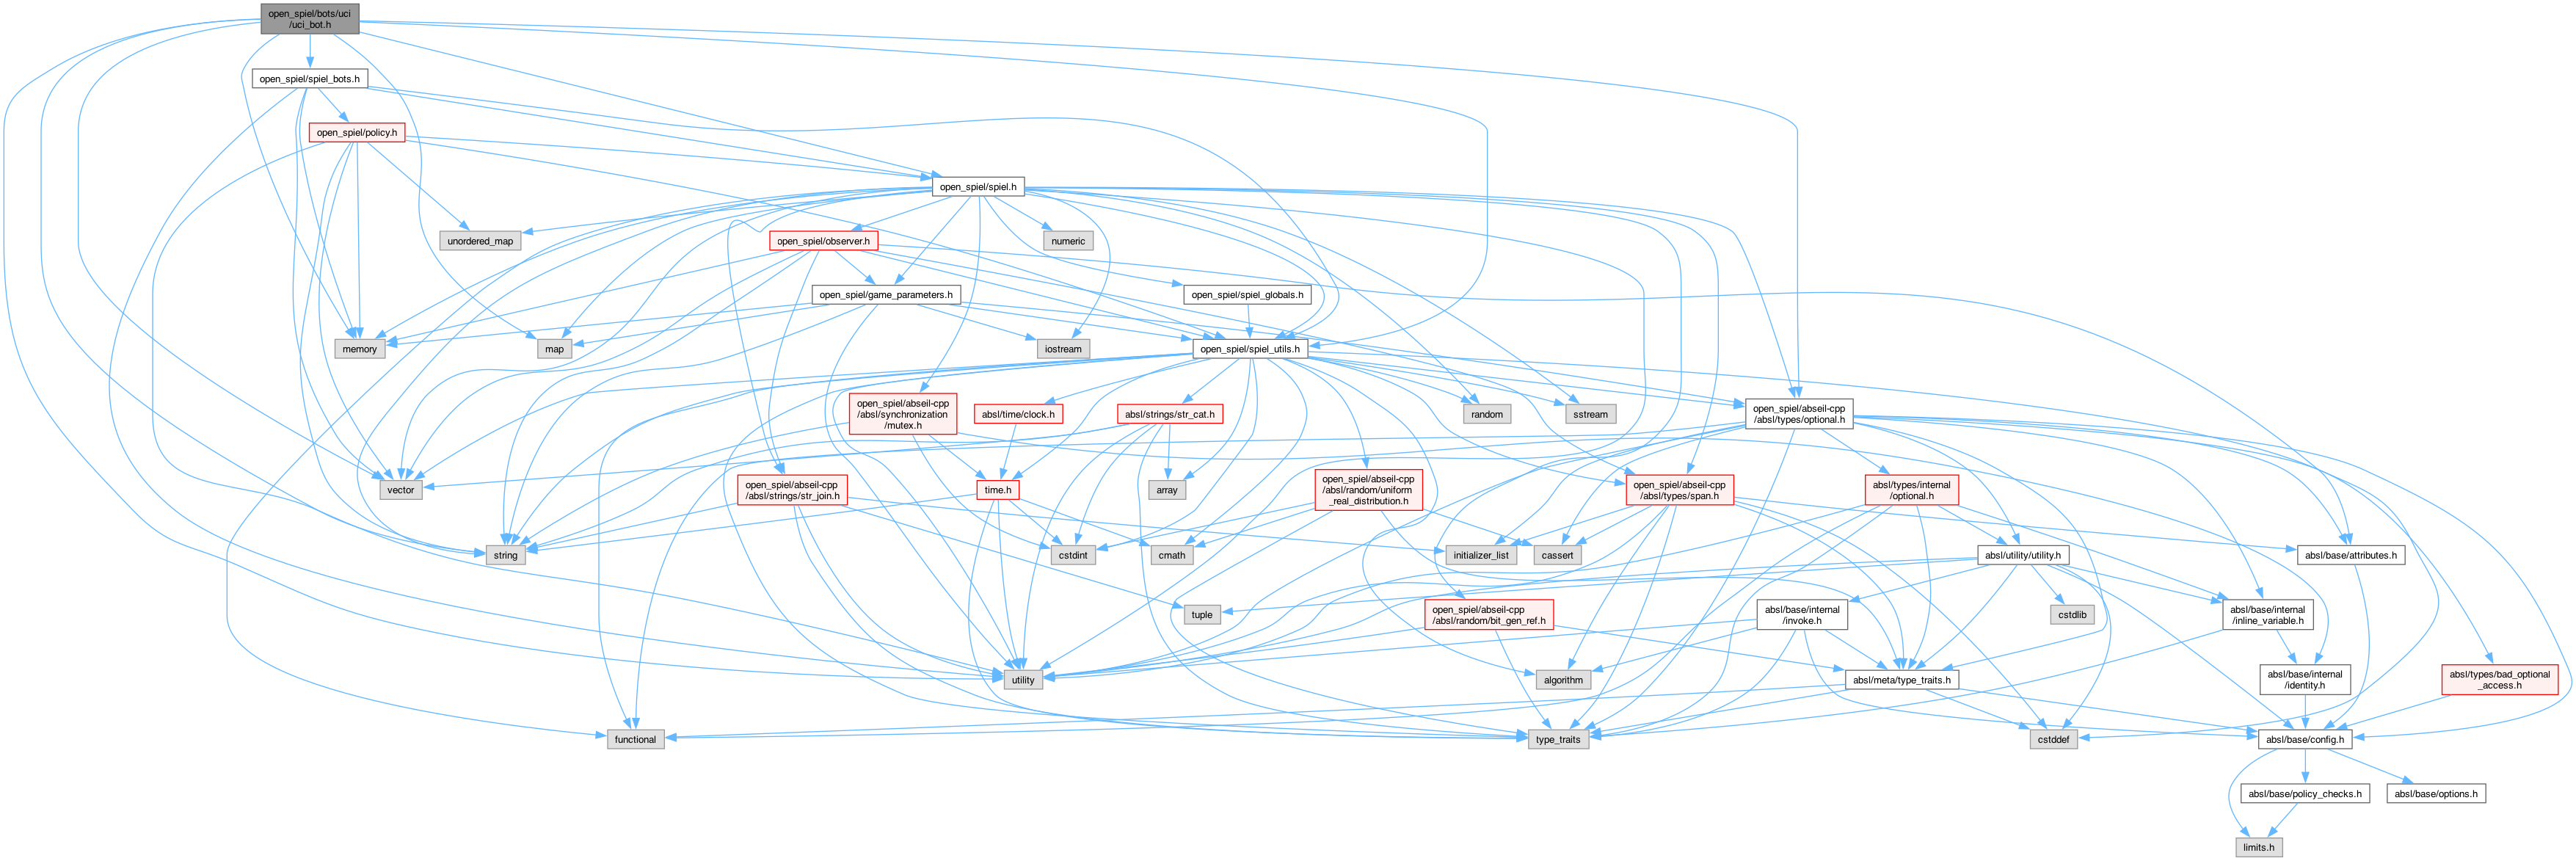 open_spiel/bots/uci
/uci_bot.h
open_spiel/spiel_bots.h
open_spiel/policy.h
open_spiel/spiel.h
unordered_map
open_spiel/observer.h
numeric
open_spiel/game_parameters.h
open_spiel/spiel_globals.h
memory
map
iostream
open_spiel/spiel_utils.h
open_spiel/abseil-cpp
/absl/synchronization
/mutex.h
absl/time/clock.h
absl/strings/str_cat.h
random
sstream
open_spiel/abseil-cpp
/absl/types/optional.h
vector
open_spiel/abseil-cpp
/absl/strings/str_join.h
time.h
array
open_spiel/abseil-cpp
/absl/random/uniform
_real_distribution.h
open_spiel/abseil-cpp
/absl/types/span.h
absl/types/internal
/optional.h
string
cstdint
cmath
initializer_list
cassert
absl/utility/utility.h
absl/base/attributes.h
tuple
open_spiel/abseil-cpp
/absl/random/bit_gen_ref.h
absl/base/internal
/invoke.h
cstdlib
absl/base/internal
/inline_variable.h
utility
algorithm
absl/meta/type_traits.h
absl/base/internal
/identity.h
absl/types/bad_optional
_access.h
functional
type_traits
cstddef
absl/base/config.h
absl/base/policy_checks.h
absl/base/options.h
limits.h